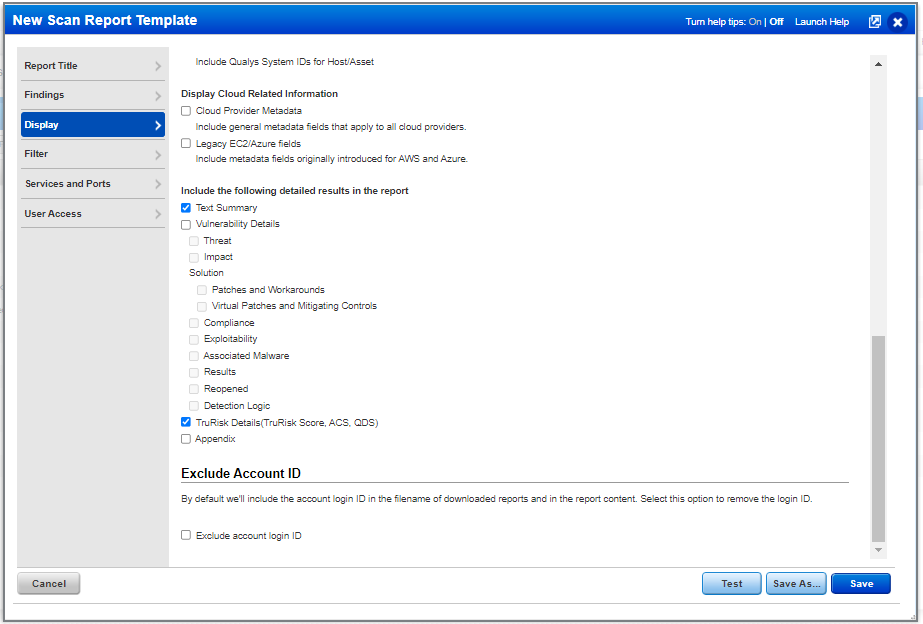 New Scan Report Template
Turn help tips: On | Off Launch Help
Report Title
Findings
Display
Filter
Services and Ports
User Access
Include Qualys System IDs for Host/Asset
Display Cloud Related Information
Cloud Provider Metadata
Include general metadata fields that apply to all cloud providers.
Legacy EC2/Azure fields
Include metadata fields originally introduced for AWS and Azure.
Include the following detailed results in the report
Text Summary
Vulnerability Details
Threat
Impact
Solution
Patches and Workarounds
Virtual Patches and Mitigating Controls
Compliance
Exploitability
Associated Malware
Results
Reopened
Detection Logic
TruRisk Details(TruRisk Score, ACS, QDS)
Appendix
Exclude Account ID
By default we'll include the account login ID in the filename of downloaded reports and in the report content. Select this option to remove the login ID.
Exclude account login ID
Cancel
Test
Save As...
Save